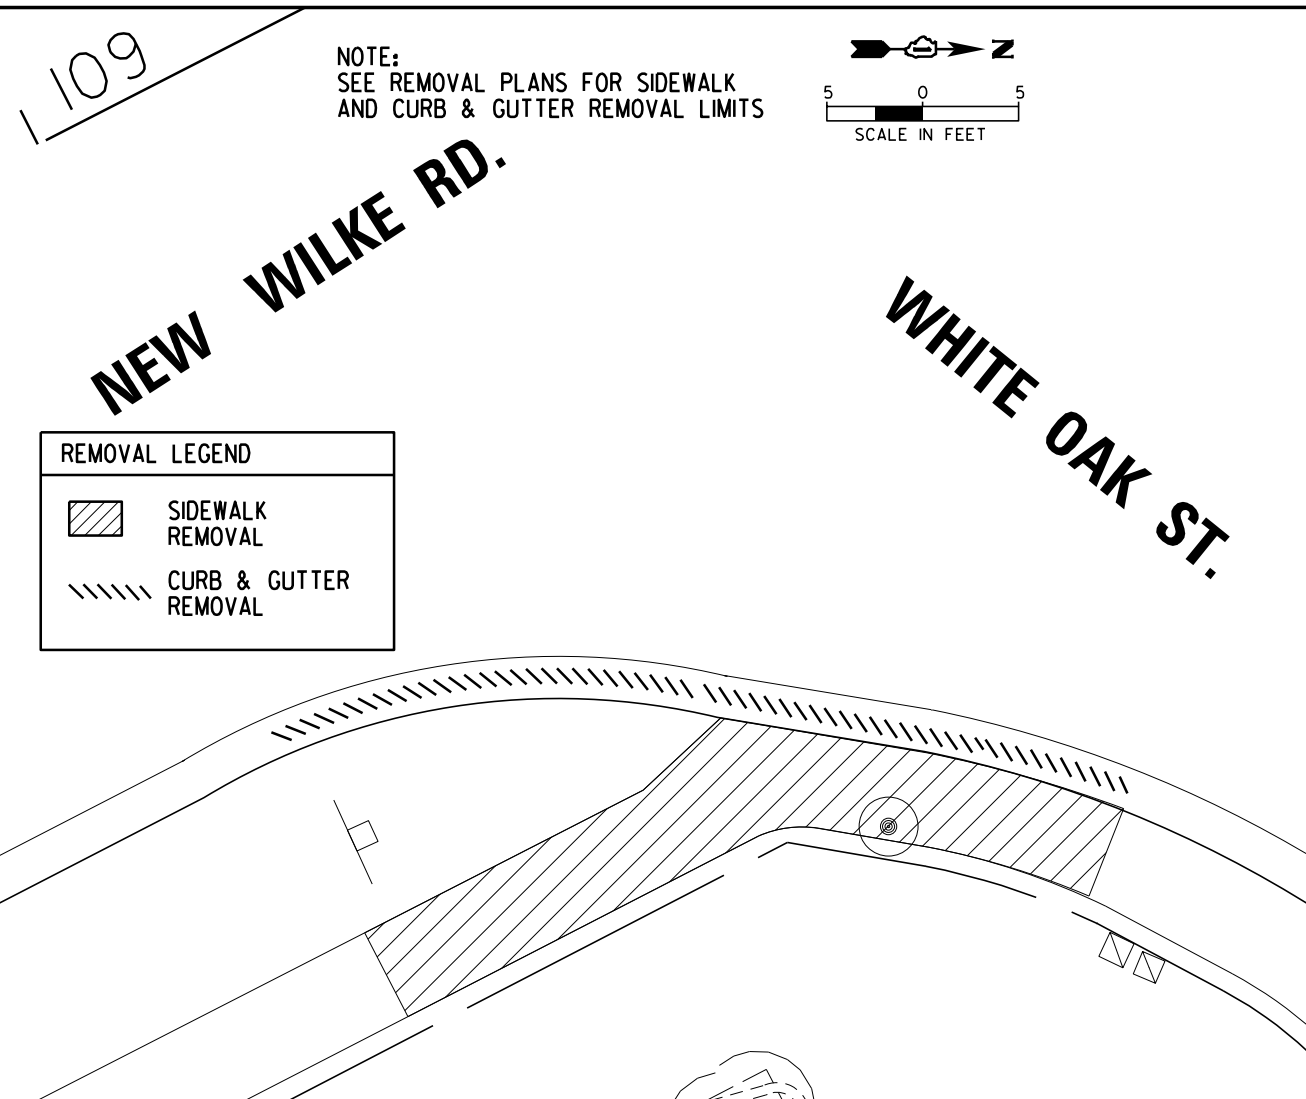 109
NOTE:
SEE REMOVAL PLANS FOR SIDEWALK
AND CURB & GUTTER REMOVAL LIMITS
N
5 0 5
SCALE IN FEET
NEW WILKE RD.
WHITE OAK ST.
REMOVAL LEGEND
SIDEWALK
REMOVAL
CURB & GUTTER
REMOVAL